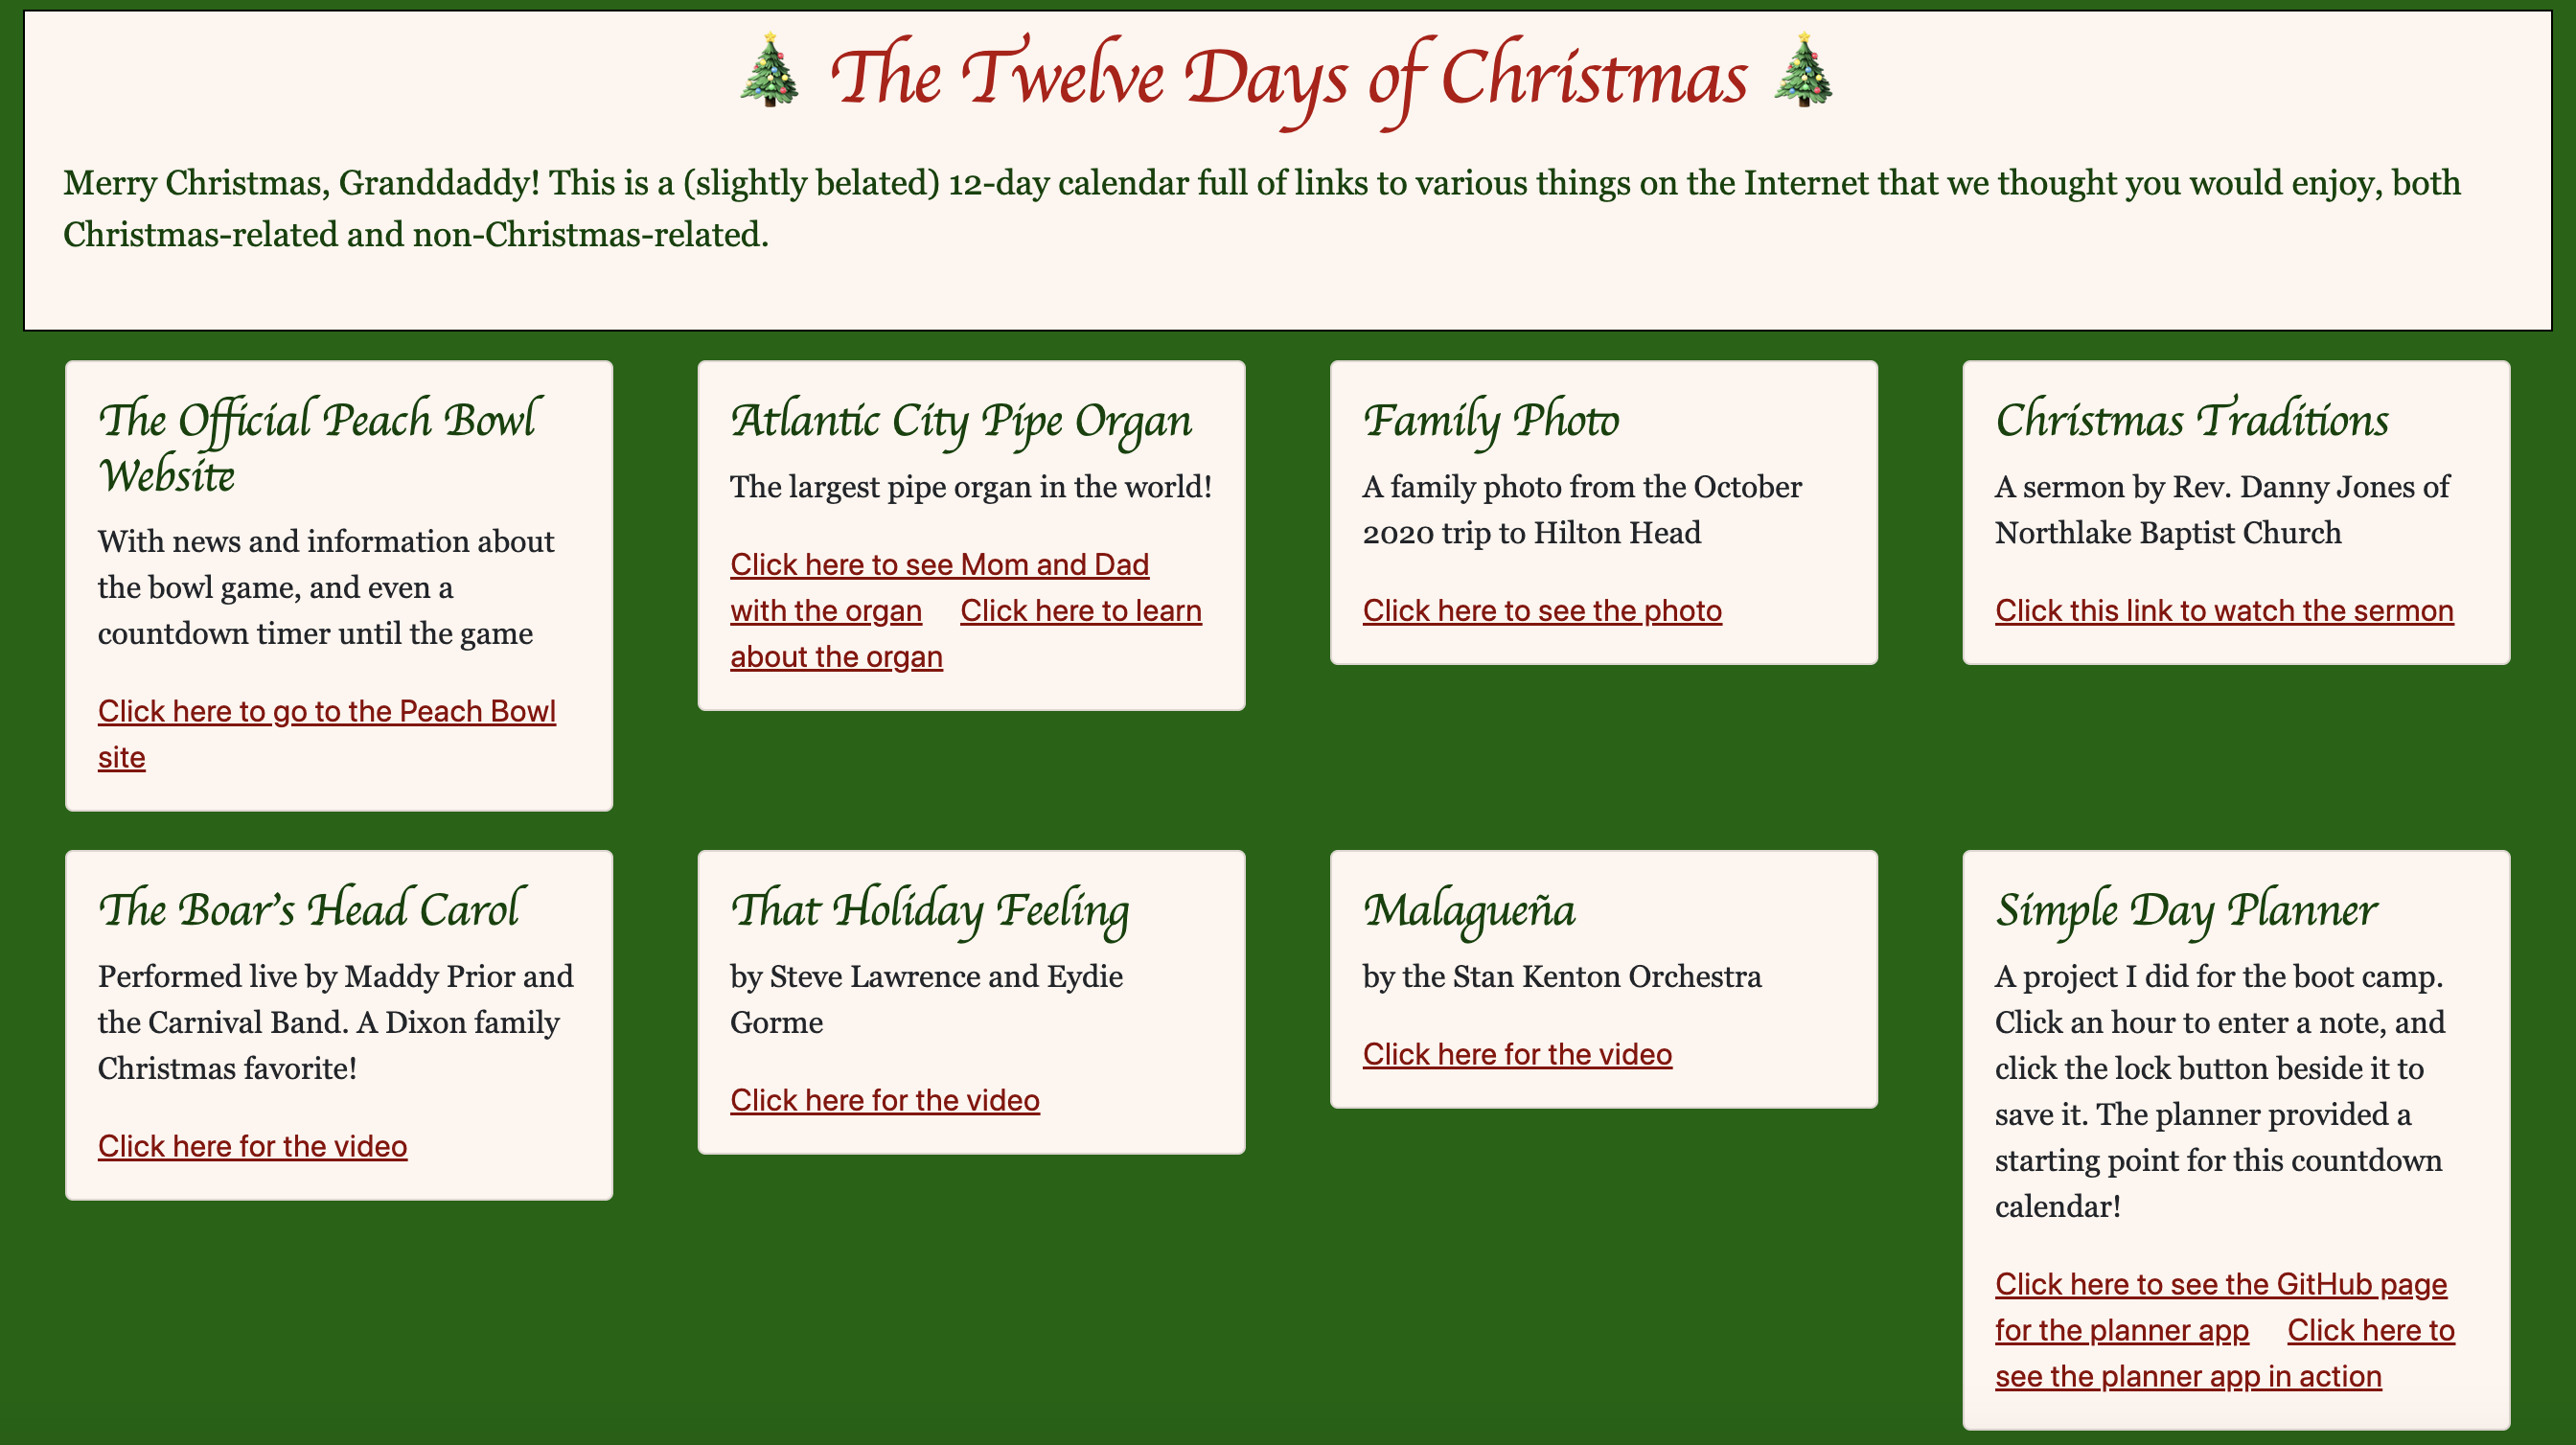 The Twelve Days of Christmas
Merry Christmas, Granddaddy! This is a (slightly belated) 12-day calendar full of links to various things on the Internet that we thought you would enjoy, both
Christmas-related and non-Christmas-related.
The Official Peach Bowl
Website
With news and information about
the bowl game, and even a
countdown timer until the game
Click here to go to the Peach Bowl
site
Atlantic City Pipe Organ
The largest pipe organ in the world!
Click here to see Mom and Dad
with the organ Click here to learn
about the organ
Family Photo
A family photo from the October
2020 trip to Hilton Head
Click here to see the photo
Christmas Traditions
A sermon by Rev. Danny Jones of
Northlake Baptist Church
Click this link to watch the sermon
The Boar's Head Carol
Performed live by Maddy Prior and
the Carnival Band. A Dixon family
Christmas favorite!
Click here for the video
That Holiday Feeling
by Steve Lawrence and Eydie
Gorme
Click here for the video
Malagueña
by the Stan Kenton Orchestra
Click here for the video
Simple Day Planner
A project I did for the boot camp.
Click an hour to enter a note, and
click the lock button beside it to
save it. The planner provided a
starting point for this countdown
calendar!
Click here to see the GitHub page
for the planner app Click here to
see the planner app in action